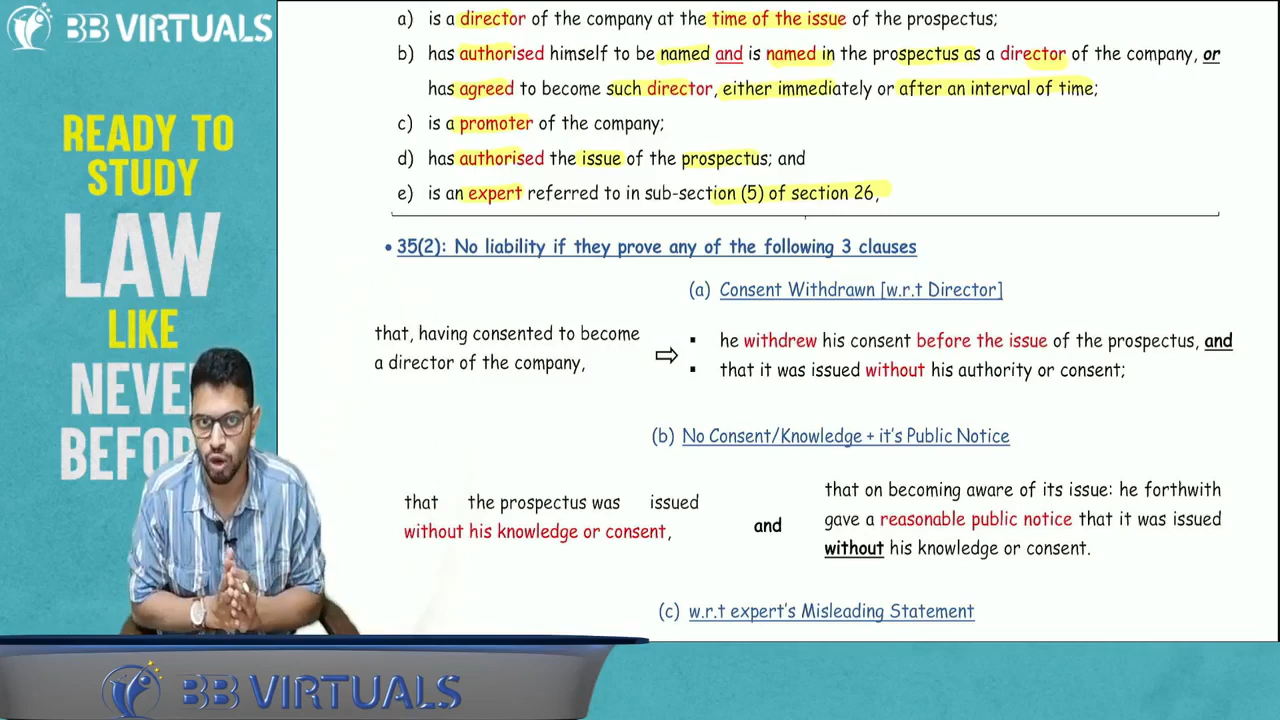 BB VIRTUALS
READY TO
STUDY
LAW
LIKE
NEVE
BEFOR
a) is a director of the company at the time of the issue of the prospectus;
b) has authorised himself to be named and is named in the prospectus as a director of the company, or
has agreed to become such director, either immediately or after an interval of time;
c) is a promoter of the company;
d) has authorised the issue of the prospectus; and
e) is an expert referred to in sub-section (5) of section 26,
• 35(2): No liability if they prove any of the following 3 clauses
(a) Consent Withdrawn [w.r.t Director]
that, having consented to become
a director of the company,
⇨
▪ he withdrew his consent before the issue of the prospectus, and
▪ that it was issued without his authority or consent;
(b) No Consent/Knowledge + it's Public Notice
that the prospectus was issued
without his knowledge or consent,
and
that on becoming aware of its issue: he forthwith
gave a reasonable public notice that it was issued
without his knowledge or consent.
(c) w.r.t expert's Misleading Statement
BB VIRTUALS